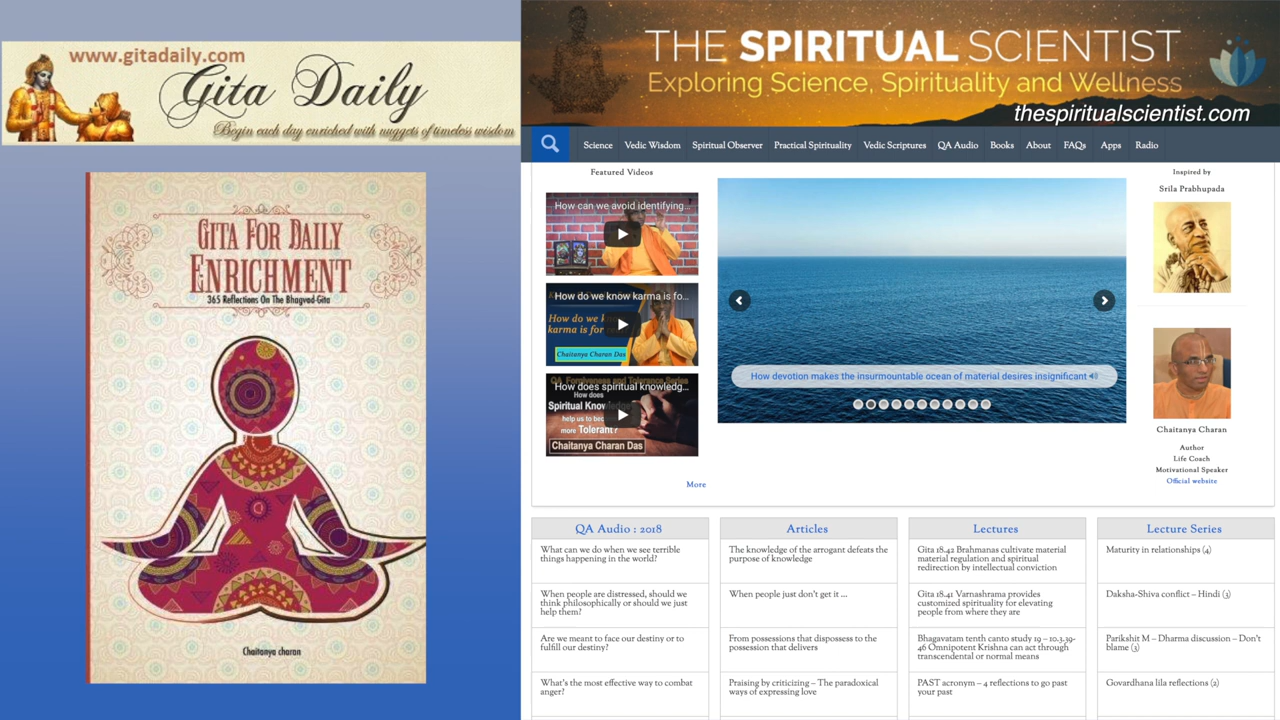 www.gitadaily.com
Gita Daily
Begin each day enriched with nuggets of timeless wisdom
GITA FOR DAILY
ENRICHMENT
365 Reflections On The Bhagvad-Gita
Chaitanya charan
THE SPIRITUAL SCIENTIST
Exploring Science, Spirituality and Wellness
thespiritualscientist.com
Science Vedic Wisdom Spiritual Observer Practical Spirituality Vedic Scriptures QA Audio Books About FAQs Apps Radio
Featured Videos
How can we avoid identifying...
How do we know karma is fo...
How do we
karma is for
Chaitanya Charan Das
QA Forgiveness and Tolerance Series
How does spiritual knowledg...
How does
Spiritual
help us to
more Tolerant?
Chaitanya Charan Das
More
How devotion makes the insurmountable ocean of material desires insignificant
Inspired by
Srila Prabhupada
Chaitanya Charan
Author
Life Coach
Motivational Speaker
Official website
QA Audio : 2018
What can we do when we see terrible
things happening in the world?
When people are distressed, should we
think philosophically or should we just
help them?
Are we meant to face our destiny or to
fulfill our destiny?
What's the most effective way to combat
anger?
Articles
The knowledge of the arrogant defeats the
purpose of knowledge
When people just don't get it ...
From possessions that dispossess to the
possession that delivers
Praising by criticizing – The paradoxical
ways of expressing love
Lectures
Gita 18.42 Brahmanas cultivate material
material regulation and spiritual
redirection by intellectual conviction
Gita 18.41 Varnashrama provides
customized spirituality for elevating
people from where they are
Bhagavatam tenth canto study 19 – 10.3.39-
46 Omnipotent Krishna can act through
transcendental or normal means
PAST acronym – 4 reflections to go past
your past
Lecture Series
Maturity in relationships (4)
Daksha-Shiva conflict – Hindi (3)
Parikshit M – Dharma discussion – Don't
blame (3)
Govardhana lila reflections (2)